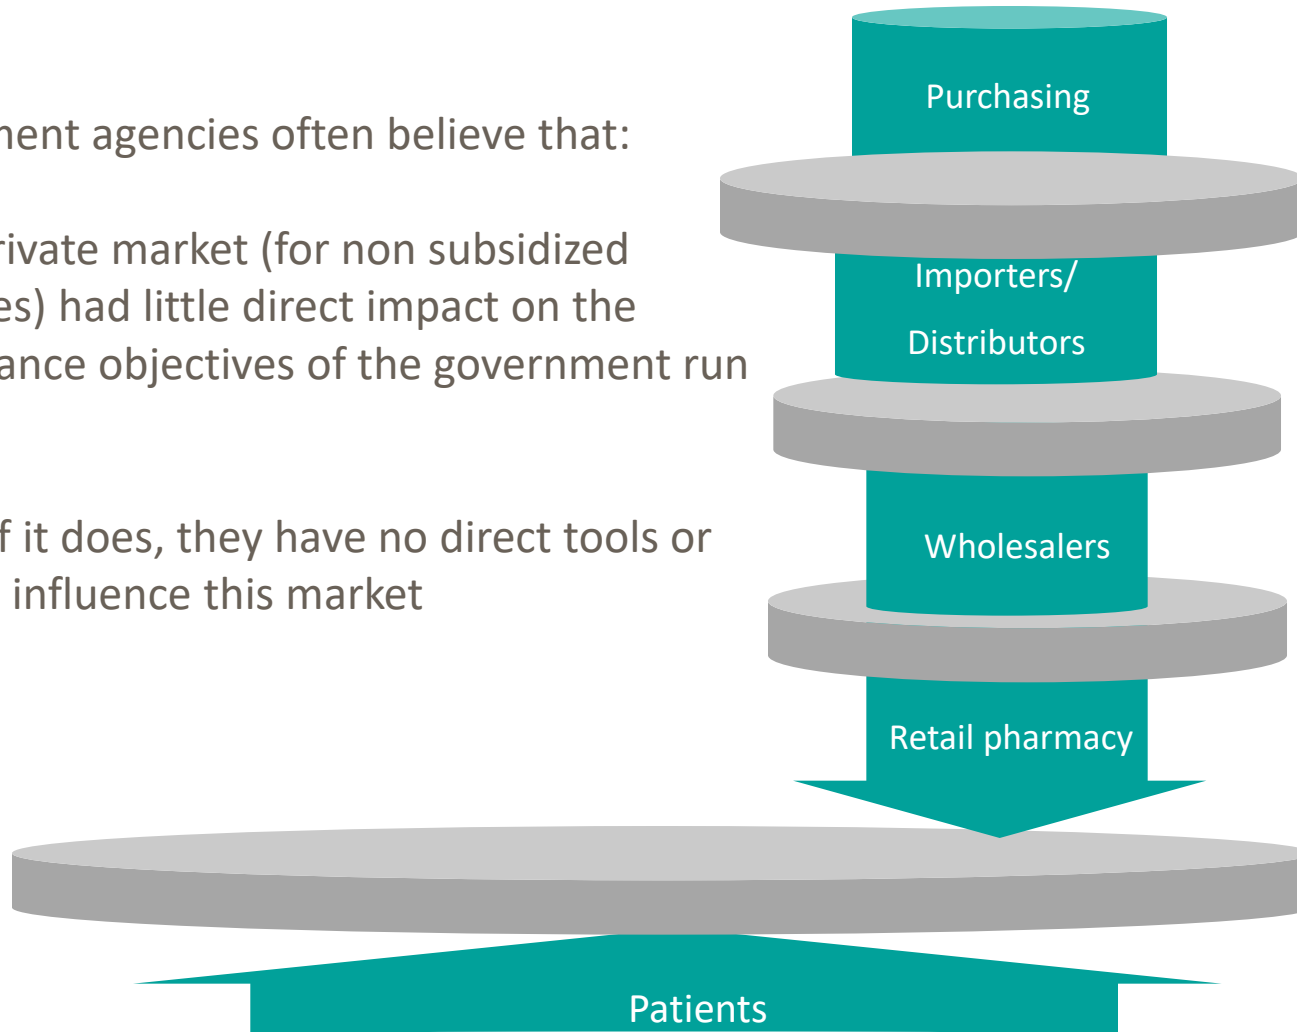 ment agencies often believe that:
rivate market (for non subsidized
es) had little direct impact on the
ance objectives of the government run
f it does, they have no direct tools or
influence this market
Purchasing
Importers/
Distributors
Wholesalers
Retail pharmacy
Patients